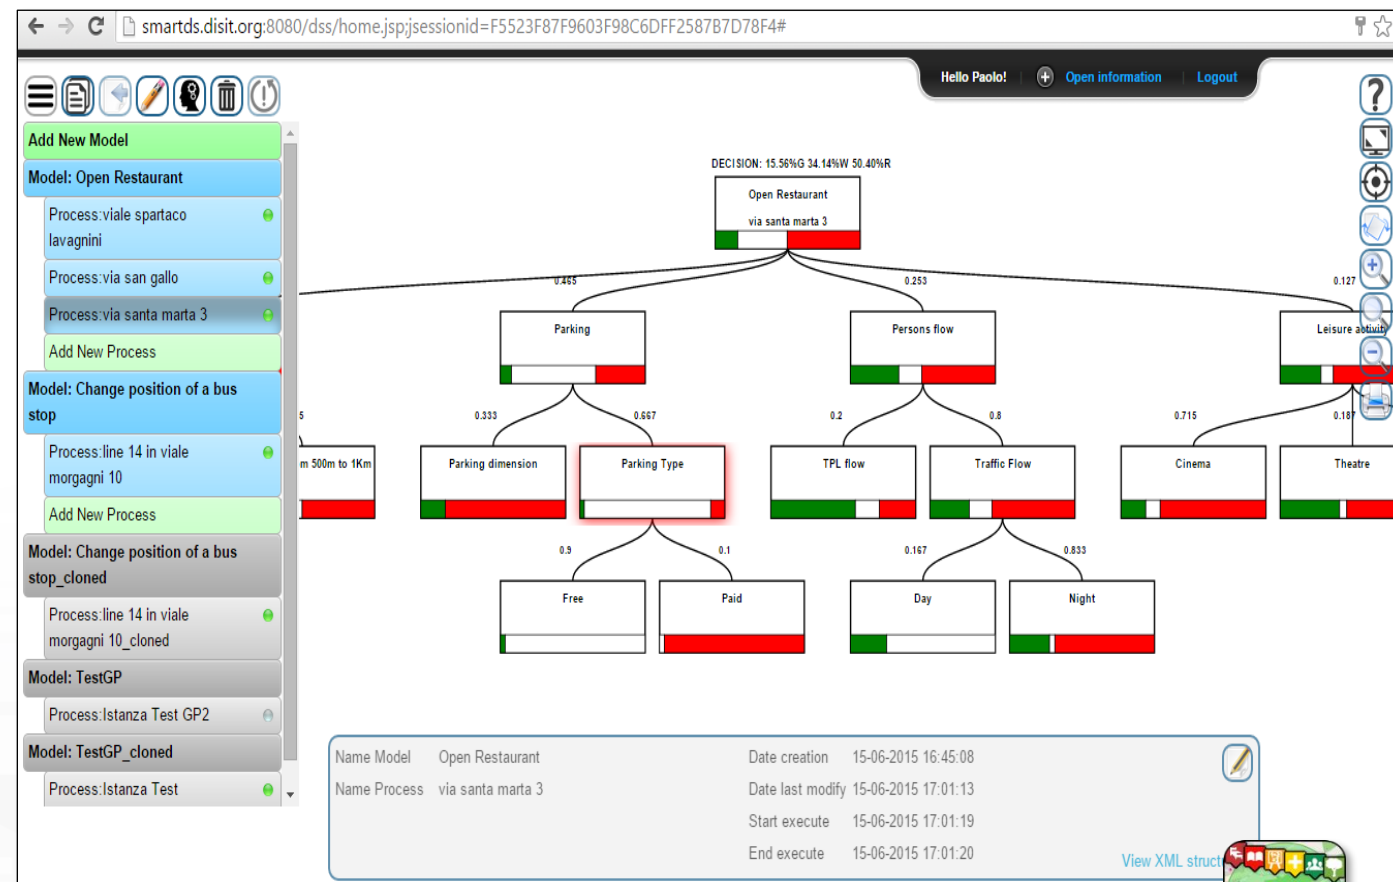 smartds.disit.org:8080/dss/home.jsp;jsessionid=F5523F87F9603F98C6DFF2587B7D78F4#
Hello Paolo!
Open information
Logout
Add New Model
Model: Open Restaurant
Process:viale spartaco
lavagnini
Process:via san gallo
Process:via santa marta 3
Add New Process
Model: Change position of a bus
stop
Process:line 14 in viale
morgagni 10
Add New Process
Model: Change position of a bus
stop_cloned
Process:line 14 in viale
morgagni 10_cloned
Model: TestGP
Process:Istanza Test GP2
Model: TestGP_cloned
Process:Istanza Test
DECISION: 15.56%G 34.14%W 50.40%R
Open Restaurant
via santa marta 3
0.465
0.253
0.127
Parking
Persons flow
Leisure activity
5
0.333
0.667
0.2
0.8
0.715
0.187
m 500m to 1Km
Parking dimension
Parking Type
TPL flow
Traffic Flow
Cinema
Theatre
0.9
0.1
0.167
0.833
Free
Paid
Day
Night
Name Model Open Restaurant
Date creation 15-06-2015 16:45:08
Name Process via santa marta 3
Date last modify 15-06-2015 17:01:13
Start execute 15-06-2015 17:01:19
End execute 15-06-2015 17:01:20
View XML struct